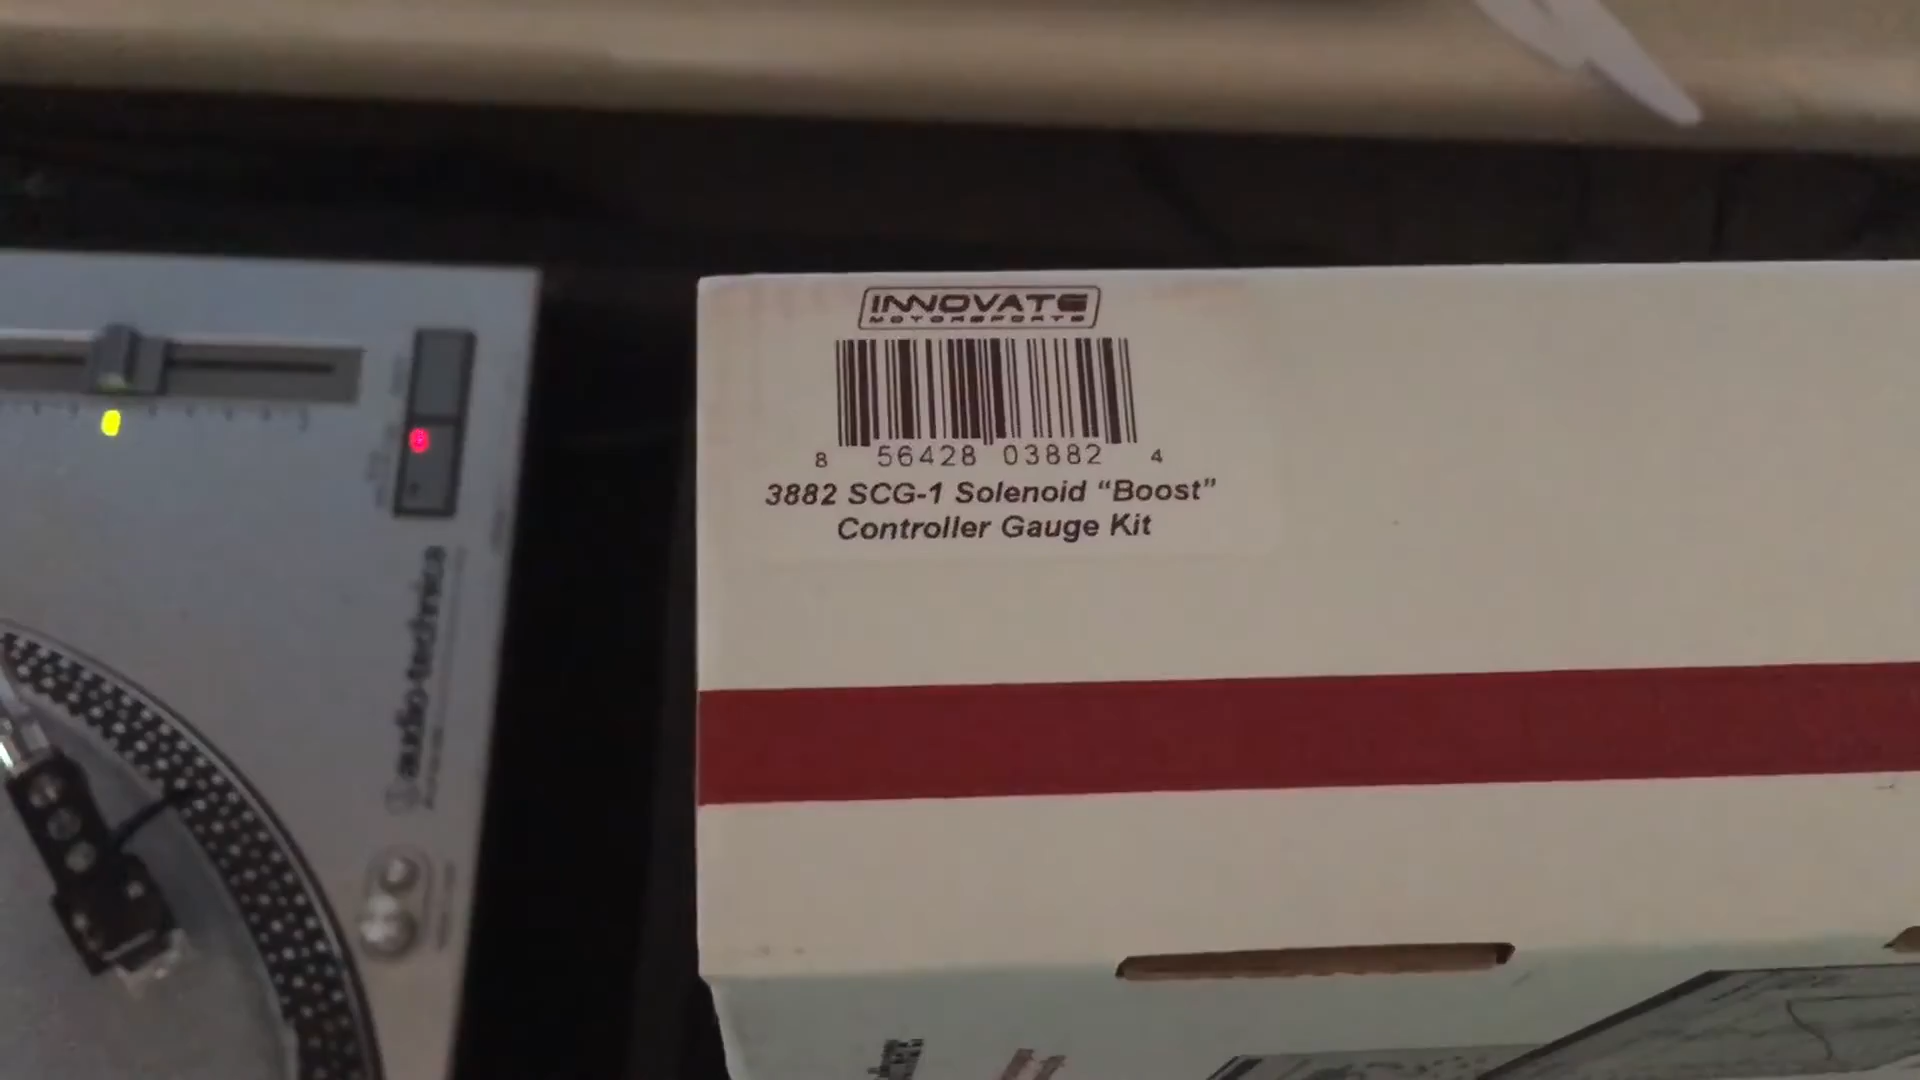 INNOVATE
MOTORSPORTS
8 56428 03882 4
3882 SCG-1 Solenoid “Boost”
Controller Gauge Kit
audio-technica